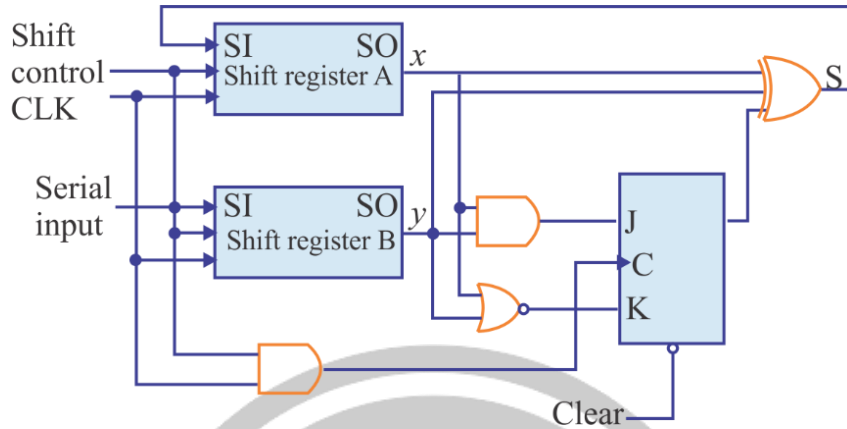 Shift
control
CLK
SI SO
Shift register A
x
S
Serial
input
SI SO
Shift register B
y
J
C
K
Clear